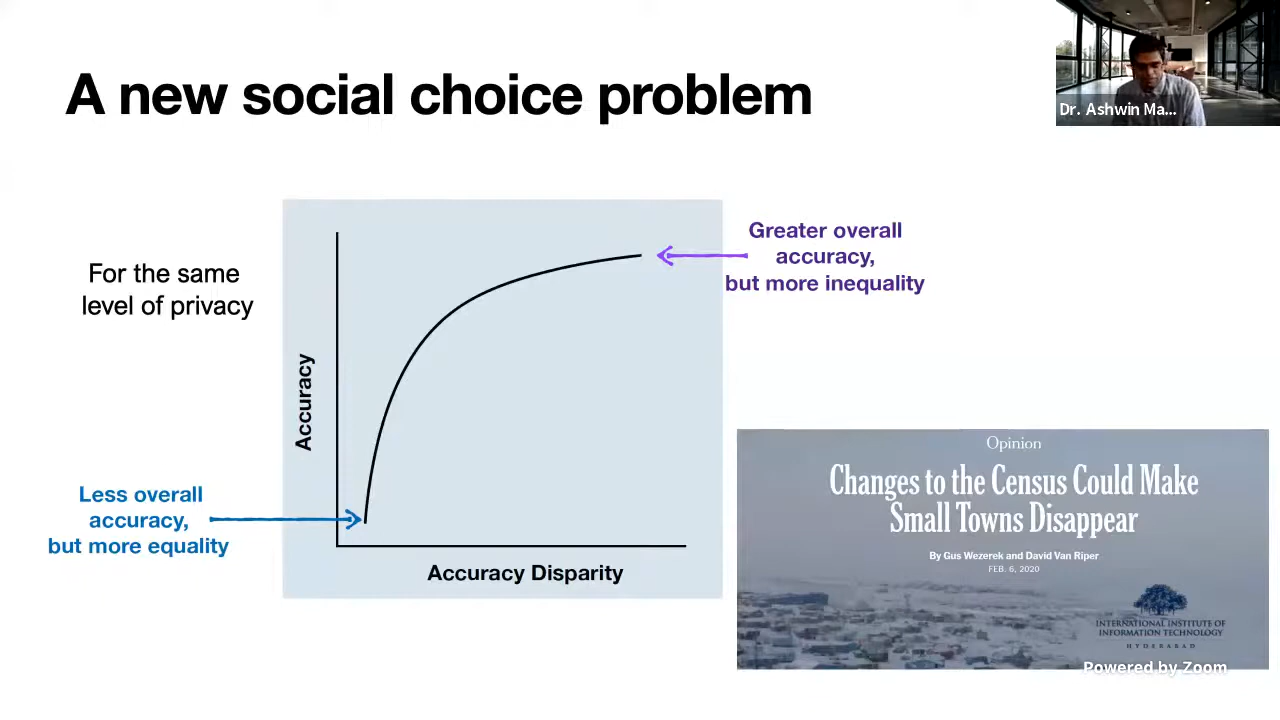 A new social choice problem
Dr. Ashwin Ma...
For the same
level of privacy
Greater overall
accuracy,
but more inequality
Accuracy
Less overall
accuracy,
but more equality
Accuracy Disparity
Opinion
Changes to the Census Could Make
Small Towns Disappear
By Gus Wezerek and David Van Riper
FEB. 6, 2020
INTERNATIONAL INSTITUTE OF
INFORMATION TECHNOLOGY
HYDERABAD
Powered by Zoom